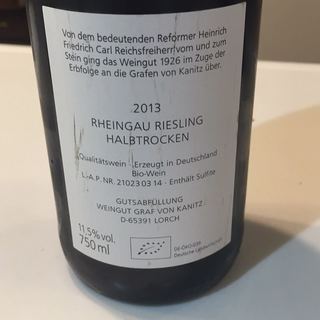 Von dem bedeutenden Reformer Heinrich
Friedrich Carl Reichsfreiherr vom und zum
Stein ging das Weingut 1926 im Zuge der
Erbfolge an die Grafen von Kanitz über.
2013
RHEINGAU RIESLING
HALBTROCKEN
Qualitätswein - Erzeugt in Deutschland
Bio-Wein
L-A.P. NR. 21023 03 14 - Enthält Sulfite
GUTSABFÜLLUNG
WEINGUT GRAF VON KANITZ
D-65391 LORCH
11,5% vol.
750 ml
DE-ÖKO-039
Deutsche Landwirtschaft